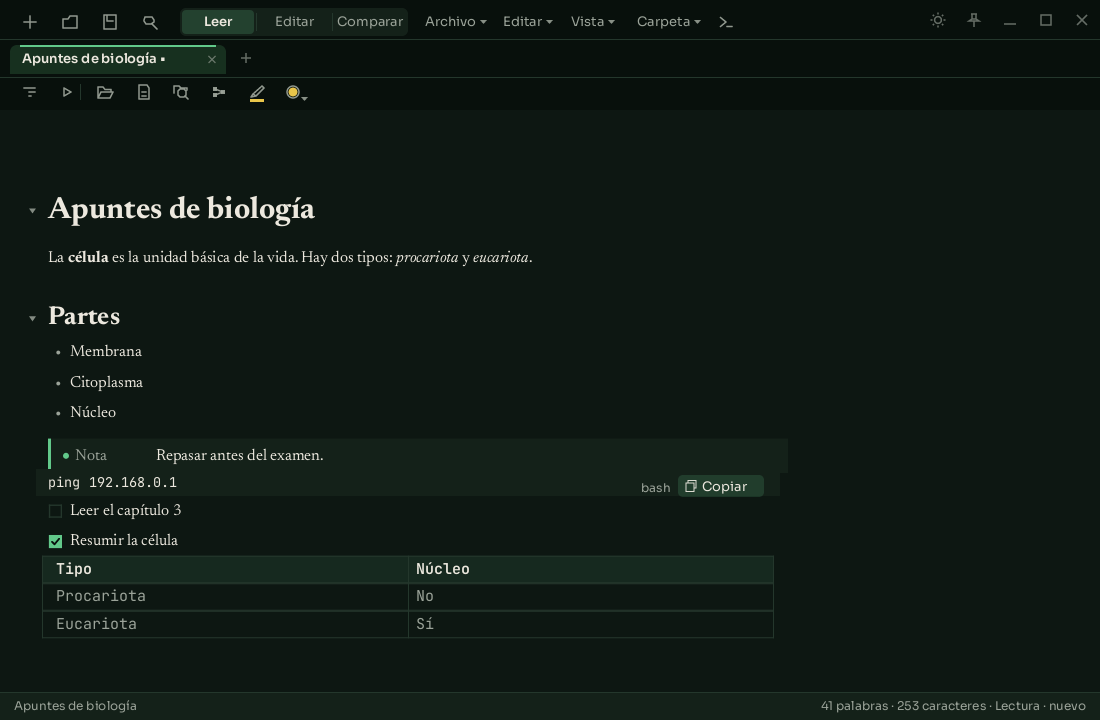 Leer Editar Comparar Archivo Editar Vista Carpeta
Apuntes de biología •
Apuntes de biología
La célula es la unidad básica de la vida. Hay dos tipos: procariota y eucariota.
Partes
• Membrana
• Citoplasma
• Núcleo
• Nota Repasar antes del examen.
ping 192.168.0.1 bash Copiar
Leer el capítulo 3
Resumir la célula
Tipo Núcleo
Procariota No
Eucariota Sí
Apuntes de biología 41 palabras · 253 caracteres · Lectura · nuevo